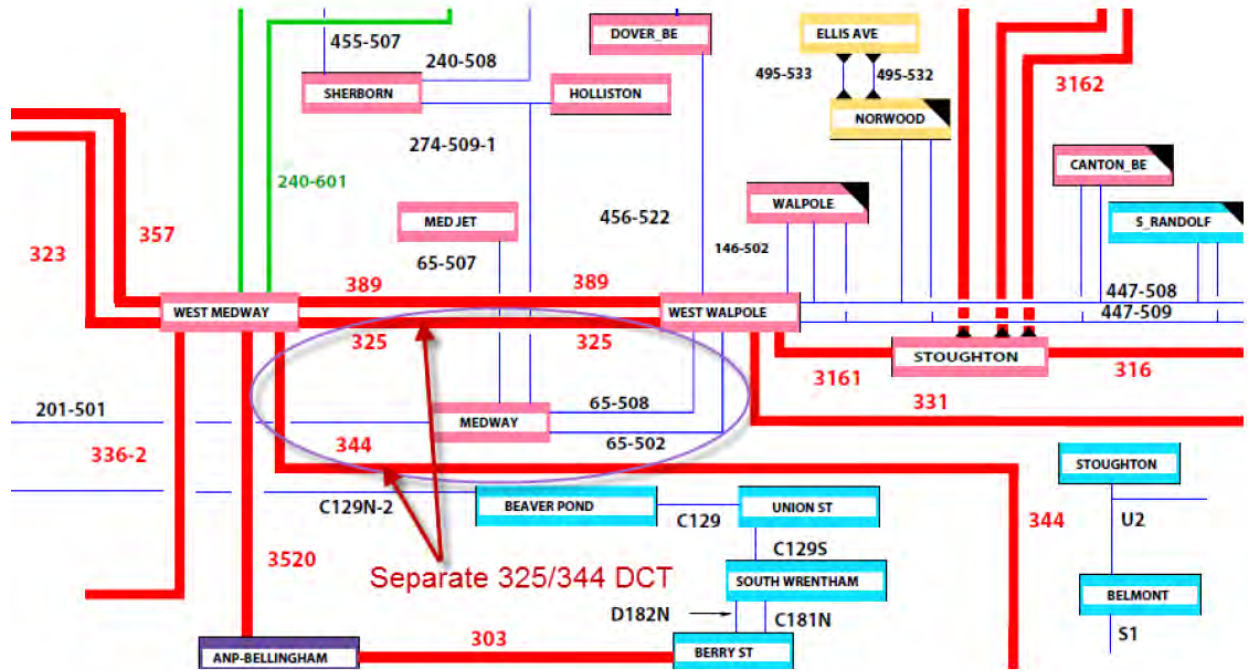 455-507
240-508
DOVER_BE
ELLIS AVE
495-533
495-532
3162
SHERBORN
HOLLISTON
NORWOOD
274-509-1
CANTON_BE
240-601
456-522
WALPOLE
MED JET
S_RANDOLF
323
357
65-507
146-502
389
389
447-508
WEST MEDWAY
WEST WALPOLE
447-509
325
325
STOUGHTON
3161
316
331
201-501
65-508
MEDWAY
65-502
336-2
344
STOUGHTON
C129N-2
BEAVER POND
C129
UNION ST
344
U2
3520
C129S
Separate 325/344 DCT
SOUTH WRENTHAM
BELMONT
D182N
C181N
303
S1
ANP-BELLINGHAM
BERRY ST